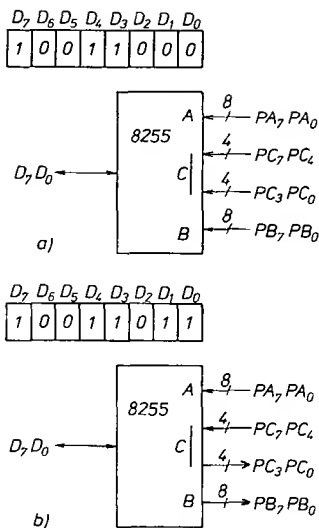 D₇ D₆ D₅ D₄ D₃ D₂ D₁ D₀
1 0 0 1 1 0 0 0
8255
A 8 PA₇ PA₀
4 PC₇ PC₄
D₇ D₀ C
4 PC₃ PC₀
B 8 PB₇ PB₀
a)
D₇ D₆ D₅ D₄ D₃ D₂ D₁ D₀
1 0 0 1 1 0 1 1
8255
A 8 PA₇ PA₀
4 PC₇ PC₄
D₇ D₀ C
4 PC₃ PC₀
B 8 PB₇ PB₀
b)